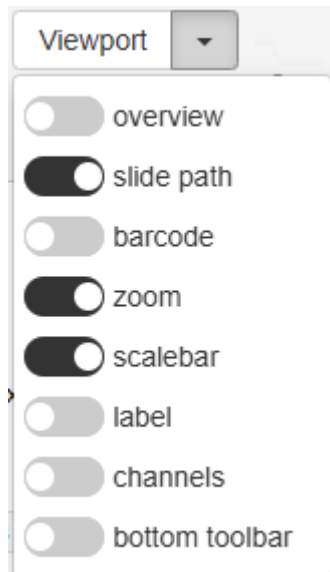 Viewport
overview
slide path
barcode
zoom
scalebar
label
channels
bottom toolbar